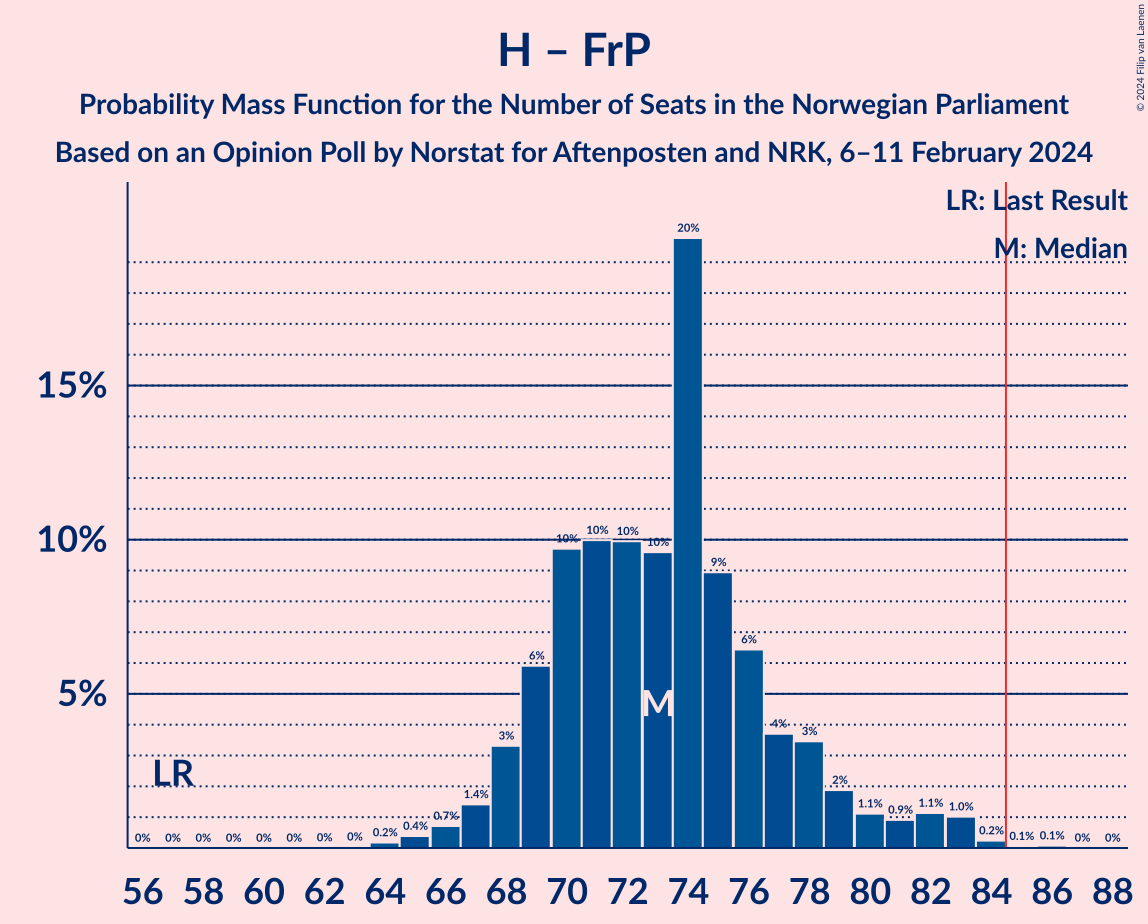 H – FrP
Probability Mass Function for the Number of Seats in the Norwegian Parliament
Based on an Opinion Poll by Norstat for Aftenposten and NRK, 6–11 February 2024
© 2024 Filip van Laenen
LR: Last Result
M: Median
15%
10%
5%
0% 0% 0% 0% 0% 0% 0% 0% 0.2% 0.4% 0.7% 1.4% 3% 6% 10% 10% 10% 10% 20% 9% 6% 4% 3% 2% 1.1% 0.9% 1.1% 1.0% 0.2% 0.1% 0.1% 0% 0%
M
LR
56 58 60 62 64 66 68 70 72 74 76 78 80 82 84 86 88